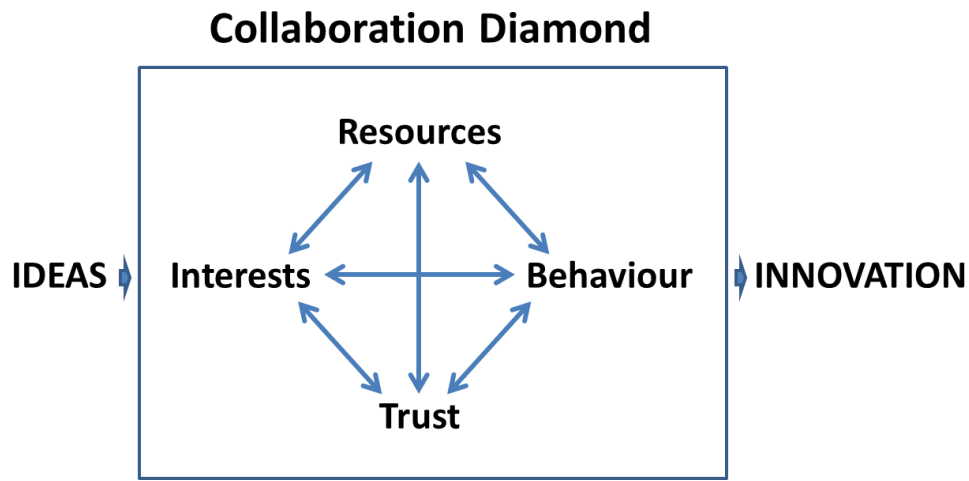 Collaboration Diamond
Resources
IDEAS Interests Behaviour INNOVATION
Trust